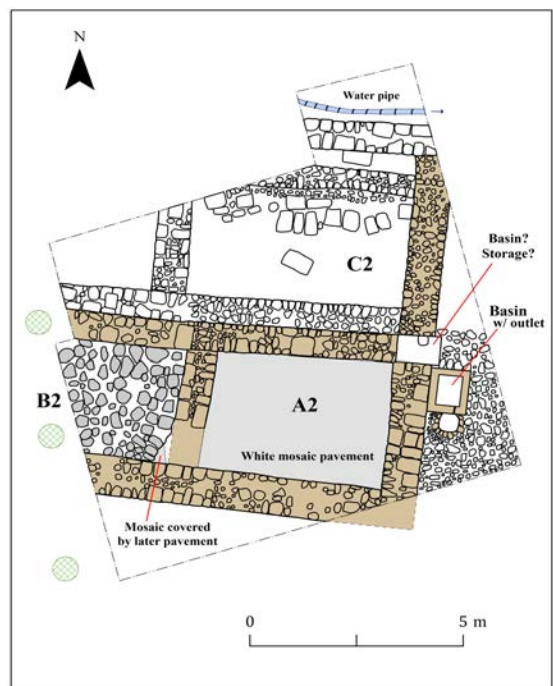 N
Water pipe
Basin?
Storage?
C2
Basin
w/ outlet
B2
A2
White mosaic pavement
Mosaic covered
by later pavement
0
5 m